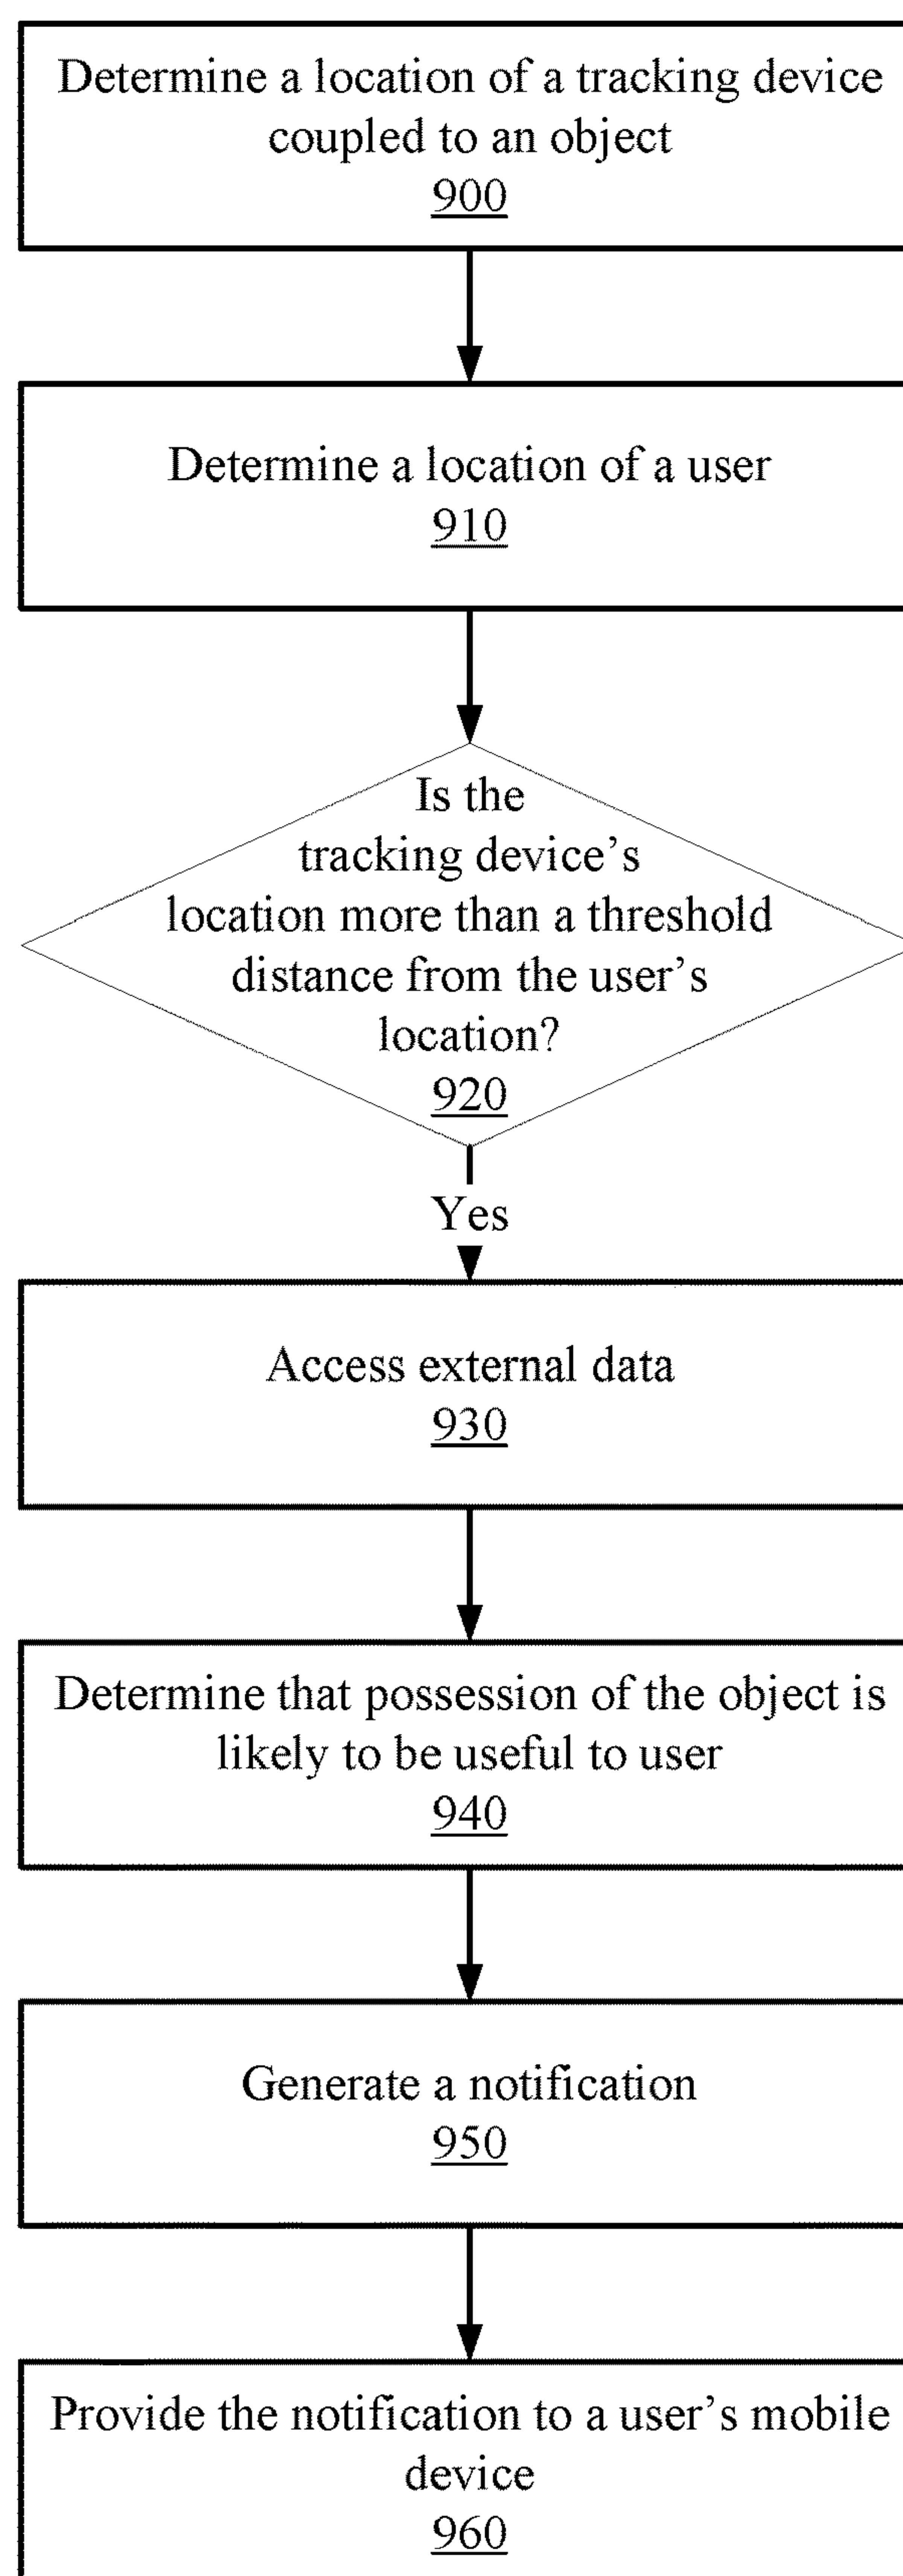 Determine a location of a tracking device
coupled to an object
900
Determine a location of a user
910
Is the
tracking device’s
location more than a threshold
distance from the user’s
location?
920
Yes
Access external data
930
Determine that possession of the object is
likely to be useful to user
940
Generate a notification
950
Provide the notification to a user’s mobile
device
960